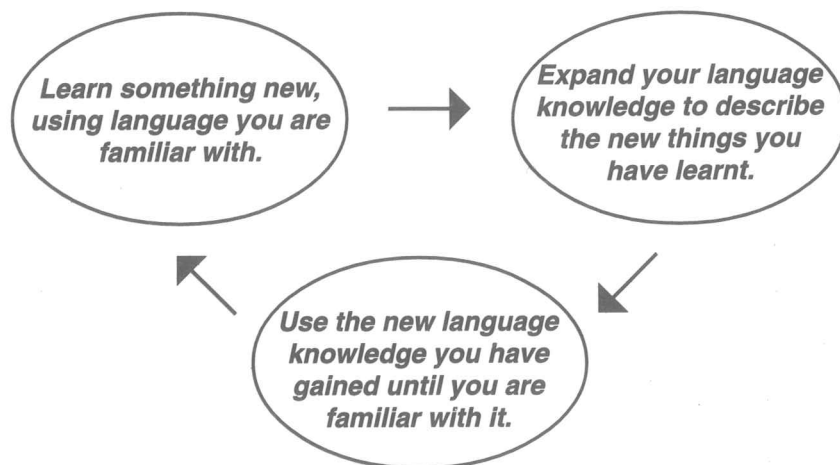 Learn something new,
using language you are
familiar with.
Expand your language
knowledge to describe
the new things you
have learnt.
Use the new language
knowledge you have
gained until you are
familiar with it.